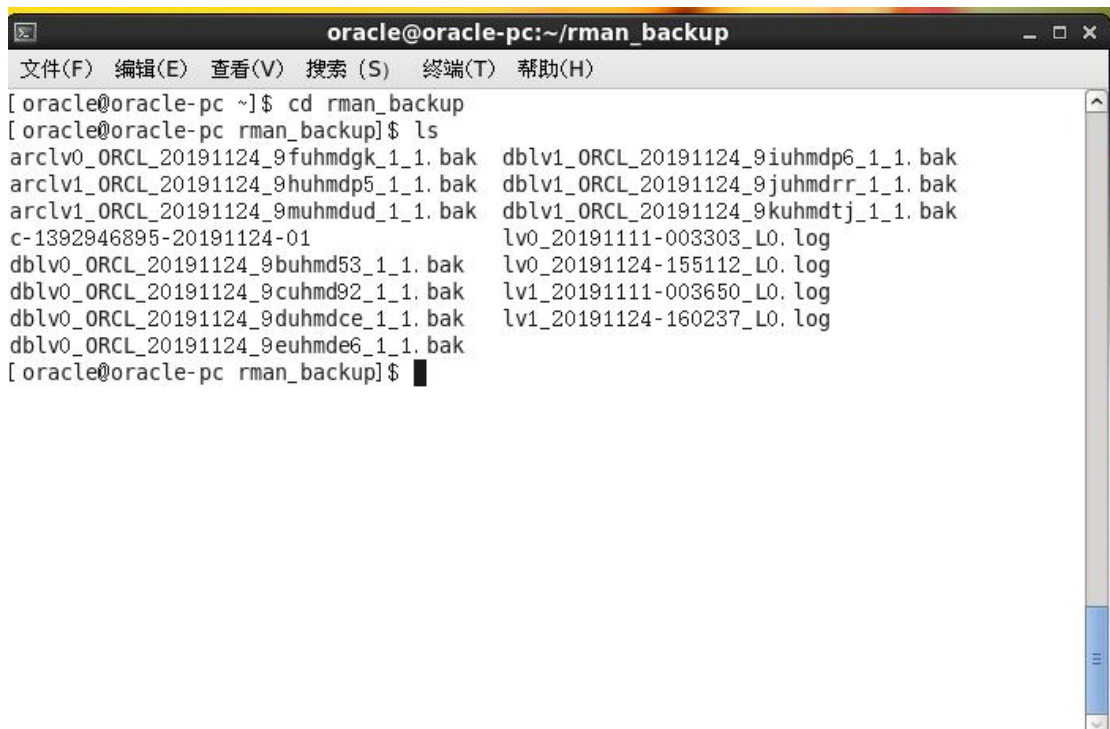 oracle@oracle-pc:~/rman_backup
文件(F) 编辑(E) 查看(V) 搜索 (S) 终端(T) 帮助(H)
[oracle@oracle-pc ~]$ cd rman_backup
[oracle@oracle-pc rman_backup]$ ls
arclv0_ORCL_20191124_9fuhmdgk_1_1.bak dblv1_ORCL_20191124_9iuhmdp6_1_1.bak
arclv1_ORCL_20191124_9huhmdp5_1_1.bak dblv1_ORCL_20191124_9juhmdrr_1_1.bak
arclv1_ORCL_20191124_9muhmdud_1_1.bak dblv1_ORCL_20191124_9kuhmdtj_1_1.bak
c-1392946895-20191124-01 lv0_20191111-003303_L0.log
dblv0_ORCL_20191124_9buhmd53_1_1.bak lv0_20191124-155112_L0.log
dblv0_ORCL_20191124_9cuhmd92_1_1.bak lv1_20191111-003650_L0.log
dblv0_ORCL_20191124_9duhmdce_1_1.bak lv1_20191124-160237_L0.log
dblv0_ORCL_20191124_9euhmde6_1_1.bak
[oracle@oracle-pc rman_backup]$